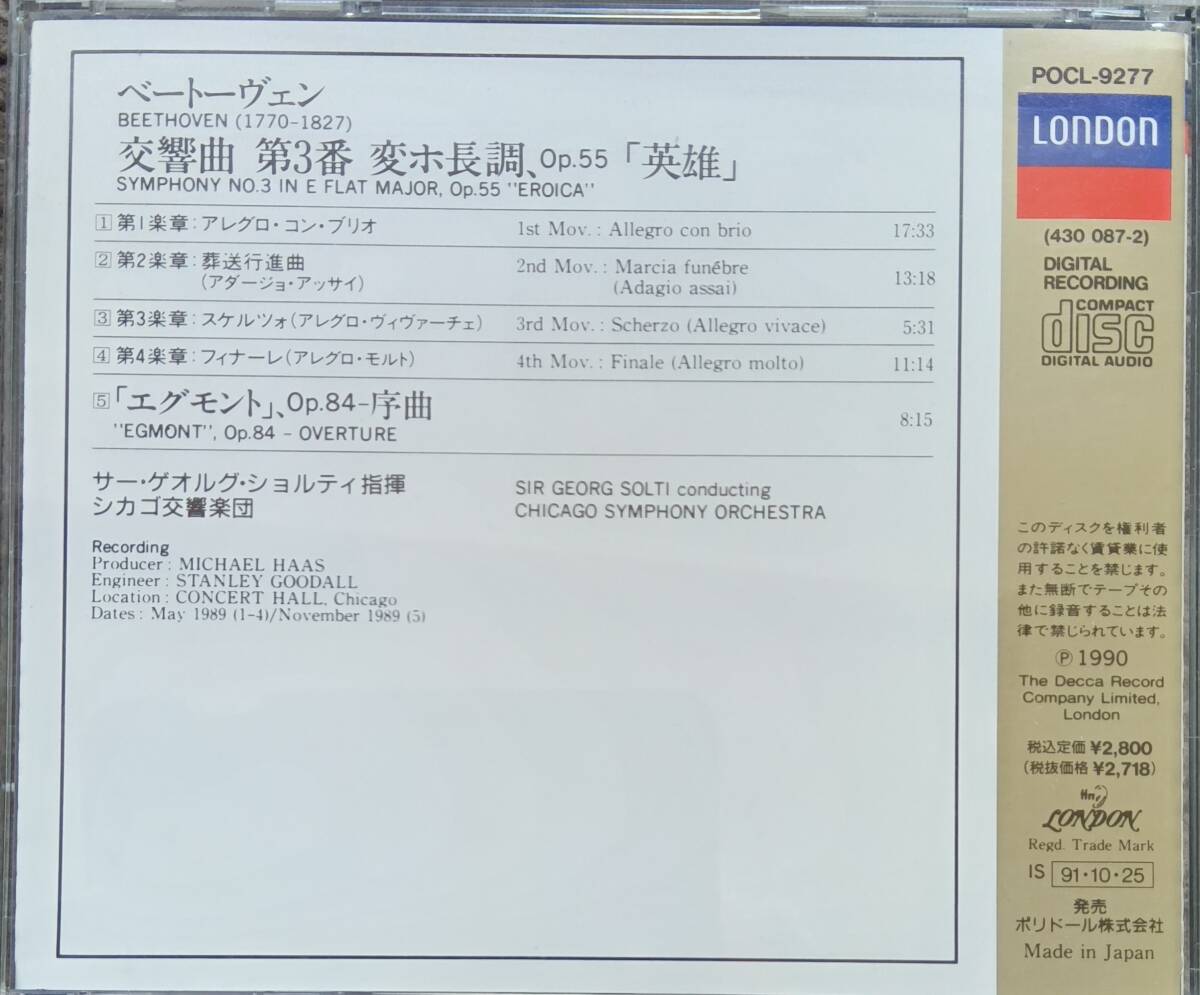 ベートーヴェン
BEETHOVEN (1770-1827)
交響曲 第3番 変ホ長調、Op.55「英雄」
SYMPHONY NO.3 IN E FLAT MAJOR, Op.55 "EROICA"
1 第1楽章:アレグロ・コン・ブリオ 1st Mov. : Allegro con brio 17:33
2 第2楽章:葬送行進曲 2nd Mov. : Marcia funébre 13:18
(アダージョ・アッサイ) (Adagio assai)
3 第3楽章:スケルツォ(アレグロ・ヴィヴァーチェ) 3rd Mov. : Scherzo (Allegro vivace) 5:31
4 第4楽章:フィナーレ(アレグロ・モルト) 4th Mov. : Finale (Allegro molto) 11:14
5 「エグモント」、Op.84-序曲 8:15
"EGMONT", Op.84 - OVERTURE
サー・ゲオルグ・ショルティ指揮 SIR GEORG SOLTI conducting
シカゴ交響楽団 CHICAGO SYMPHONY ORCHESTRA
Recording
Producer : MICHAEL HAAS
Engineer : STANLEY GOODALL
Location : CONCERT HALL, Chicago
Dates : May 1989 (1-4)/November 1989 (5)
POCL-9277
LONDON
(430 087-2)
DIGITAL
RECORDING
COMPACT
disc
DIGITAL AUDIO
このディスクを権利者
の許諾なく賃貸業に使
用することを禁じます。
また無断でテープその
他に録音することは法
律で禁じられています。
Ⓟ 1990
The Decca Record
Company Limited,
London
税込定価 ¥2,800
(税抜価格 ¥2,718)
ffrr
LONDON
Regd. Trade Mark
IS 91・10・25
発売
ポリドール株式会社
Made in Japan